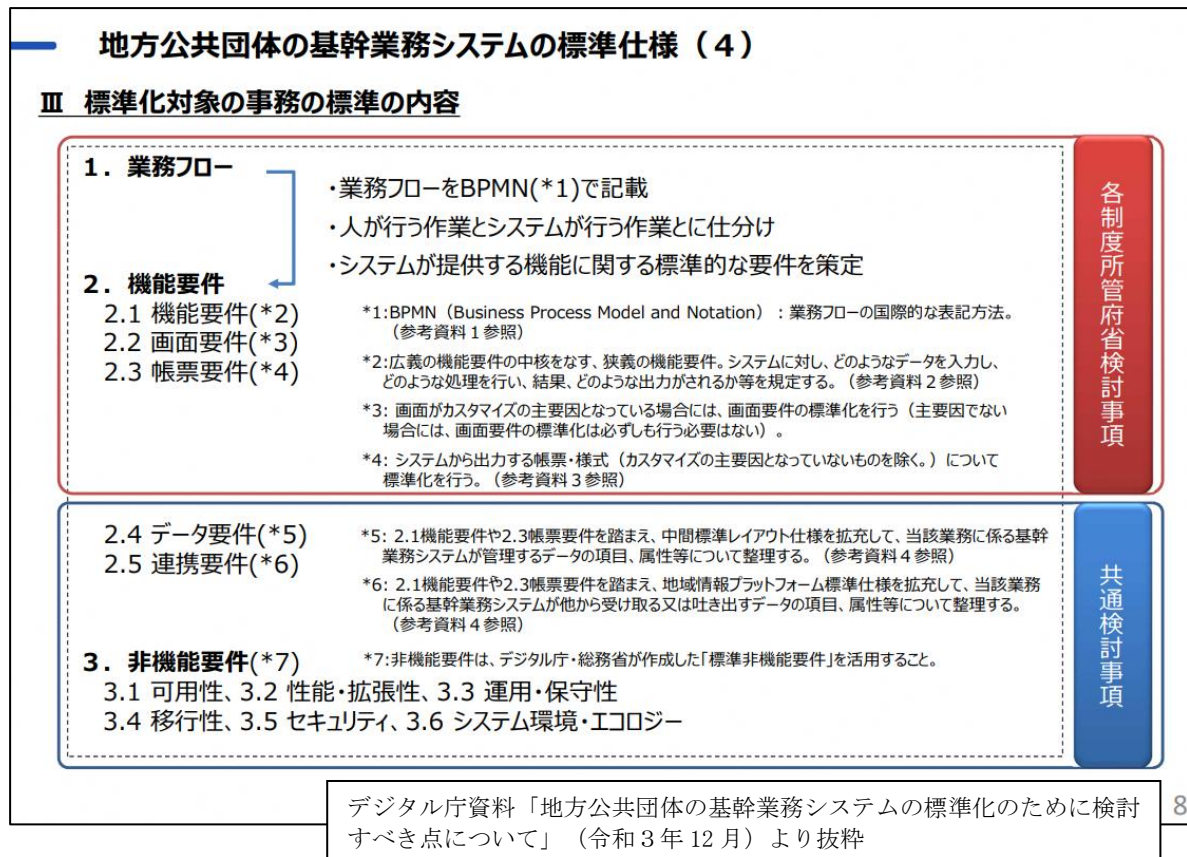 地方公共団体の基幹業務システムの標準仕様（４）
Ⅲ 標準化対象の事務の標準の内容
1．業務フロー
・業務フローをBPMN(*1)で記載
・人が行う作業とシステムが行う作業とに仕分け
・システムが提供する機能に関する標準的な要件を策定
2．機能要件
2.1 機能要件(*2)
2.2 画面要件(*3)
2.3 帳票要件(*4)
*1:BPMN（Business Process Model and Notation）：業務フローの国際的な表記方法。
（参考資料１参照）
*2:広義の機能要件の中核をなす、狭義の機能要件。システムに対し、どのようなデータを入力し、
どのような処理を行い、結果、どのような出力がされるか等を規定する。（参考資料２参照）
*3: 画面がカスタマイズの主要因となっている場合には、画面要件の標準化を行う（主要因でない
場合には、画面要件の標準化は必ずしも行う必要はない）。
*4: システムから出力する帳票・様式（カスタマイズの主要因となっていないものを除く。）について
標準化を行う。（参考資料３参照）
各制度所管府省検討事項
2.4 データ要件(*5)
2.5 連携要件(*6)
*5: 2.1機能要件や2.3帳票要件を踏まえ、中間標準レイアウト仕様を拡充して、当該業務に係る基幹
業務システムが管理するデータの項目、属性等について整理する。（参考資料４参照）
*6: 2.1機能要件や2.3帳票要件を踏まえ、地域情報プラットフォーム標準仕様を拡充して、当該業務
に係る基幹業務システムが他から受け取る又は吐き出すデータの項目、属性等について整理する。
（参考資料４参照）
3．非機能要件(*7)
*7:非機能要件は、デジタル庁・総務省が作成した「標準非機能要件」を活用すること。
3.1 可用性、3.2 性能・拡張性、3.3 運用・保守性
3.4 移行性、3.5 セキュリティ、3.6 システム環境・エコロジー
共通検討事項
デジタル庁資料「地方公共団体の基幹業務システムの標準化のために検討
すべき点について」（令和３年 12 月）より抜粋
8